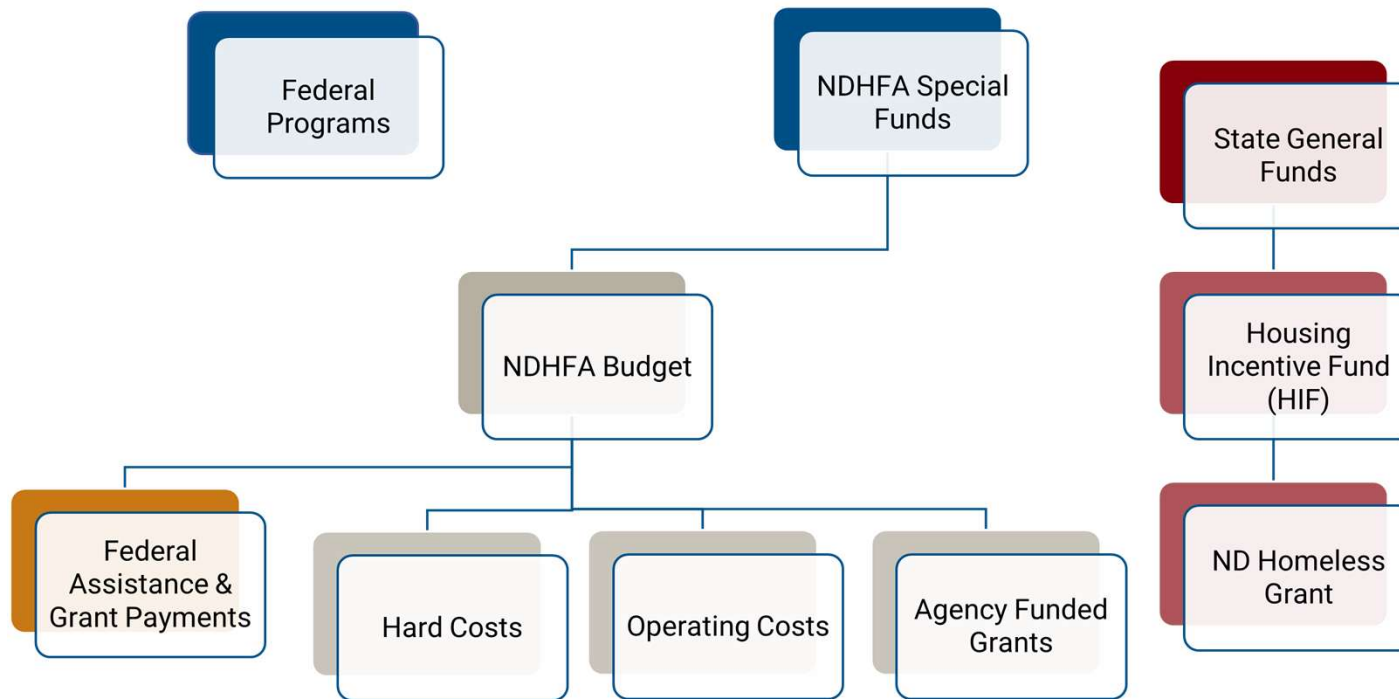 Federal
Programs
NDHFA Special
Funds
State General
Funds
NDHFA Budget
Housing
Incentive Fund
(HIF)
Federal
Assistance &
Grant Payments
Hard Costs
Operating Costs
Agency Funded
Grants
ND Homeless
Grant